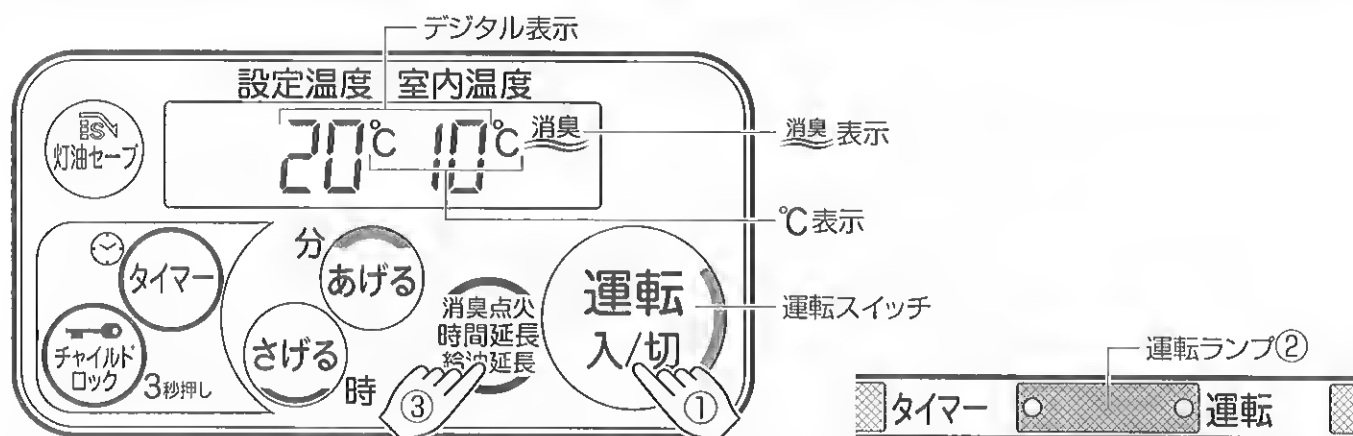 デジタル表示
設定温度 室内温度
灯油セーブ
20℃ 10℃ 消臭
消臭 表示
℃表示
分
あげる
タイマー
さげる
時
チャイルド
ロック
3秒押し
消臭点火
時間延長
給油延長
③
運転
入/切
①
運転スイッチ
運転ランプ②
タイマー
運転